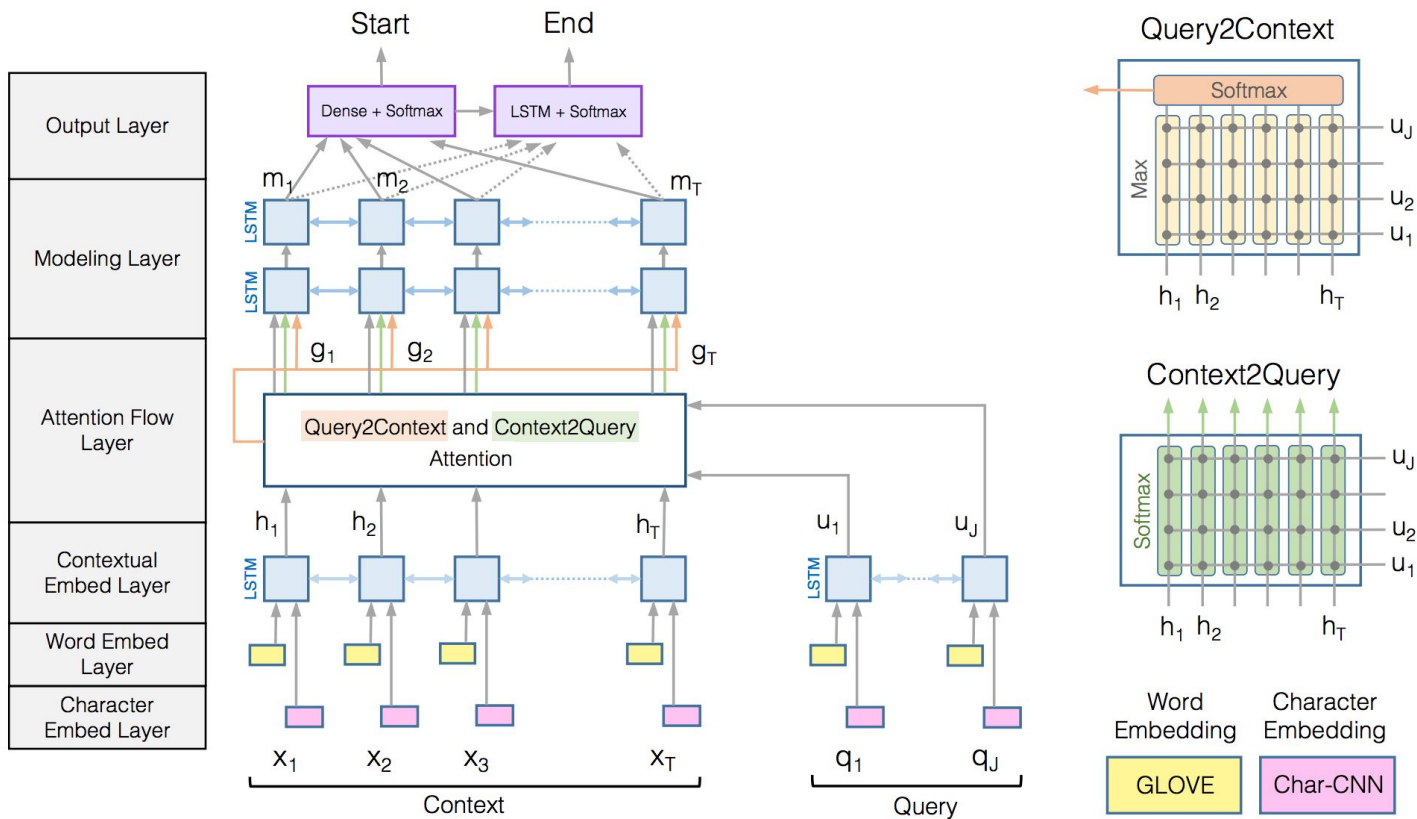 Start
End
Output Layer
Dense + Softmax
LSTM + Softmax
m1
m2
mT
Modeling Layer
LSTM
LSTM
g1
g2
gT
Attention Flow
Layer
Query2Context and Context2Query
Attention
h1
h2
hT
u1
uJ
Contextual
Embed Layer
LSTM
LSTM
Word Embed
Layer
Character
Embed Layer
x1
x2
x3
xT
q1
qJ
Context
Query
Query2Context
Softmax
Max
uJ
u2
u1
h1
h2
hT
Context2Query
Softmax
uJ
u2
u1
h1
h2
hT
Word
Embedding
Character
Embedding
GLOVE
Char-CNN